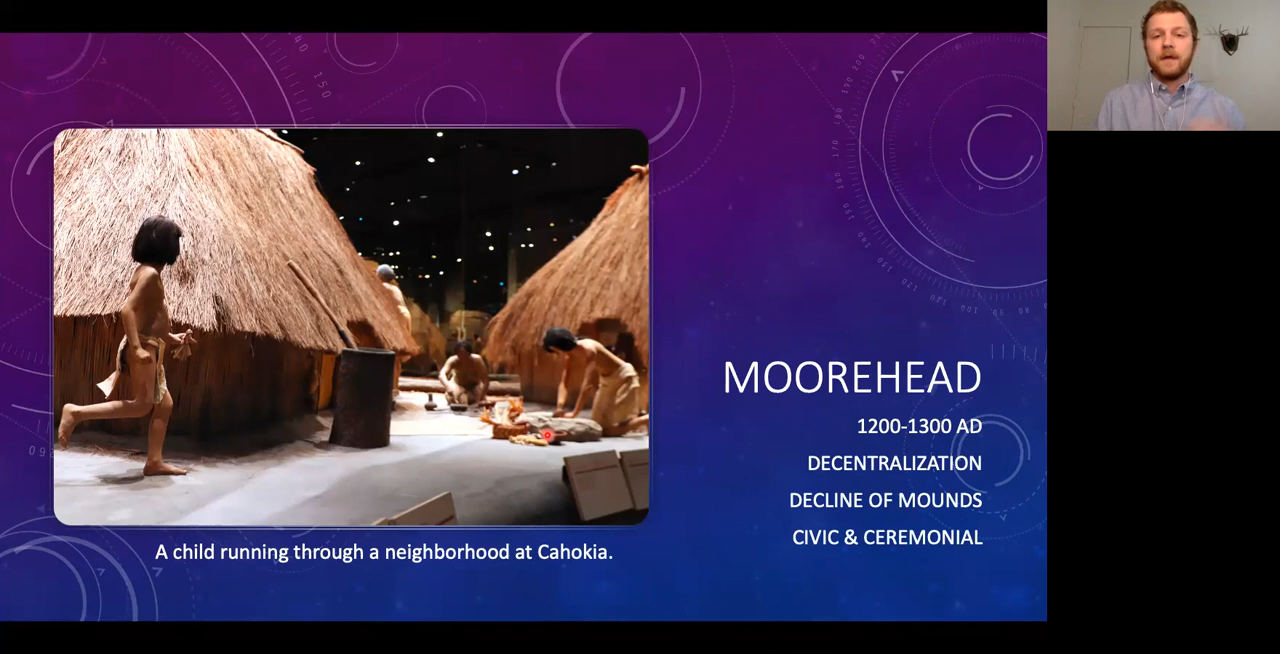 MOOREHEAD
1200-1300 AD
DECENTRALIZATION
DECLINE OF MOUNDS
CIVIC & CEREMONIAL
A child running through a neighborhood at Cahokia.